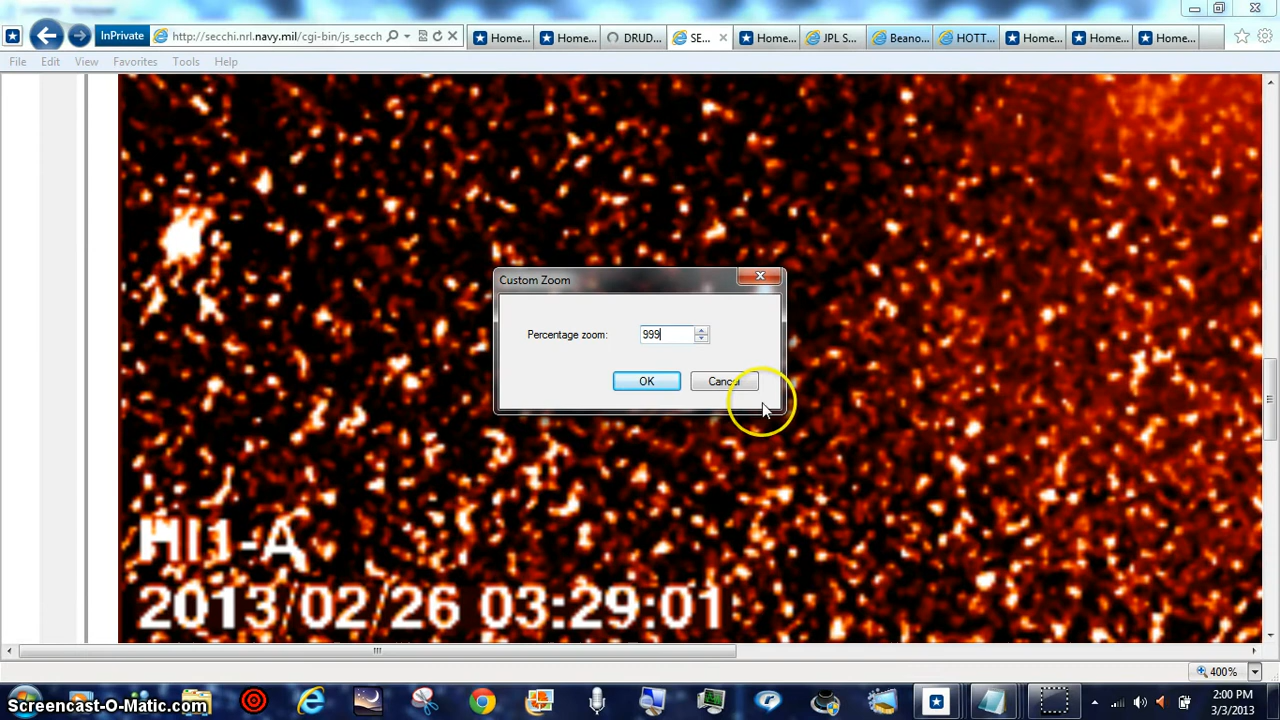 InPrivate http://secchi.nrl.navy.mil/cgi-bin/js_secch Home... Home... DRUD... SE... Home... JPL S... Beano... HOTT... Home... Home... Home...
File Edit View Favorites Tools Help
Custom Zoom
Percentage zoom: 999
OK Cancel
HI1-A
2013/02/26 03:29:01
400%
2:00 PM
3/3/2013
Screencast-O-Matic.com